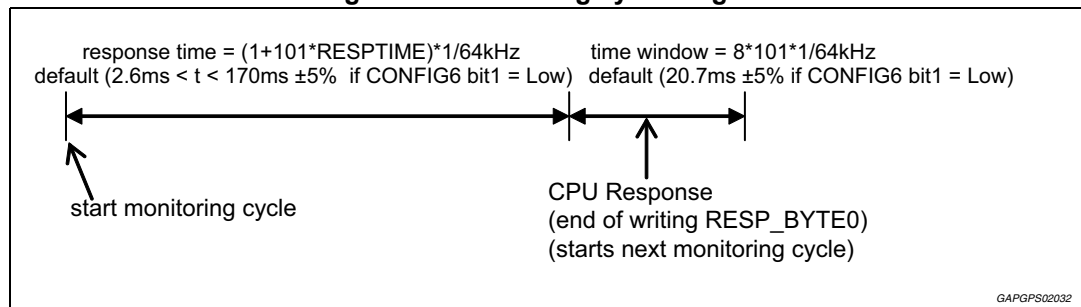 response time = (1+101*RESPTIME)*1/64kHz
default (2.6ms < t < 170ms ±5%  if CONFIG6 bit1 = Low)
time window = 8*101*1/64kHz
default (20.7ms ±5% if CONFIG6 bit1 = Low)
start monitoring cycle
CPU Response
(end of writing RESP_BYTE0)
(starts next monitoring cycle)
GAPGPS02032